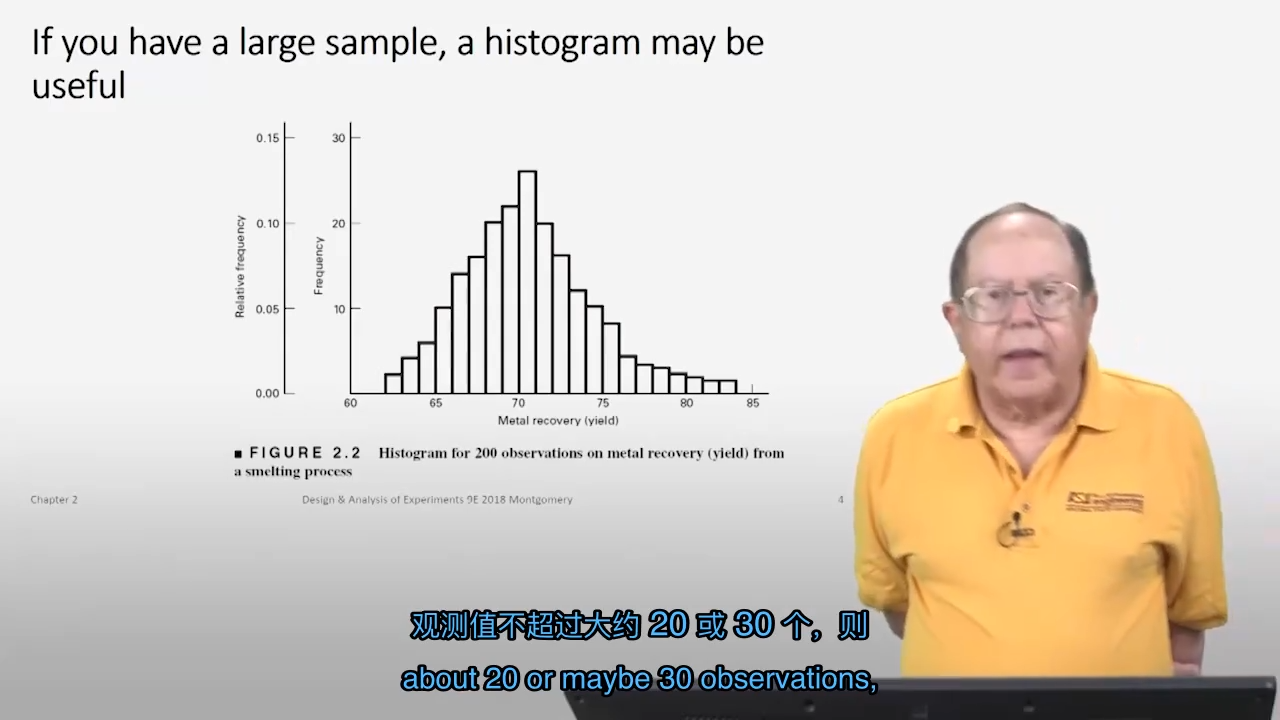 If you have a large sample, a histogram may be
useful
0.15
0.10
0.05
0.00
Relative frequency
30
20
10
Frequency
60
65
70
75
80
85
Metal recovery (yield)
■ FIGURE 2.2 Histogram for 200 observations on metal recovery (yield) from
a smelting process
Chapter 2
Design & Analysis of Experiments 9E 2018 Montgomery
4
ASU
观测值不超过大约 20 或 30 个，则
about 20 or maybe 30 observations,